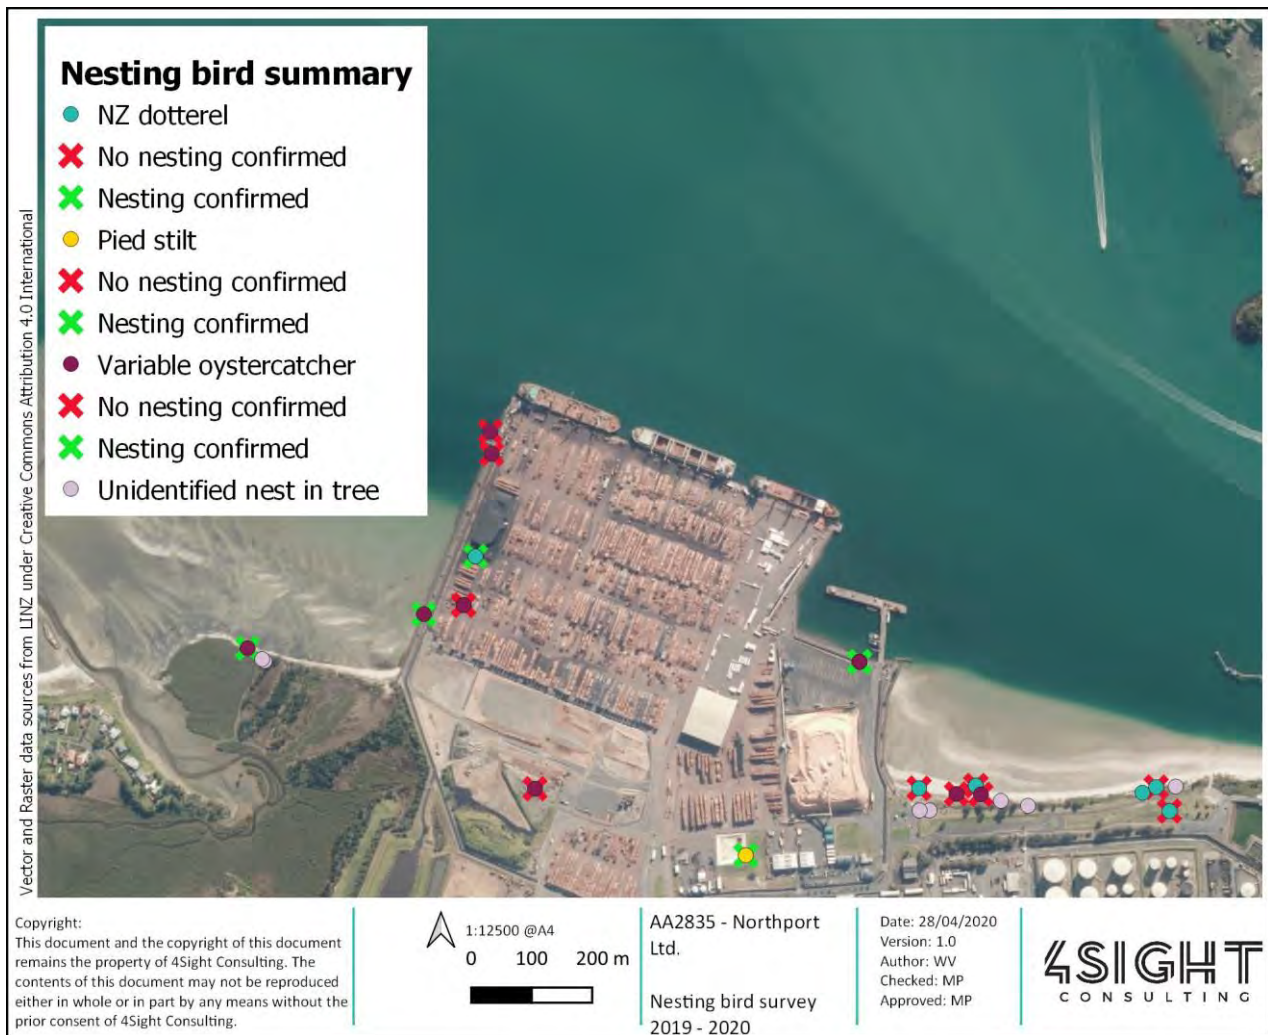 Nesting bird summary
NZ dotterel
No nesting confirmed
Nesting confirmed
Pied stilt
No nesting confirmed
Nesting confirmed
Variable oystercatcher
No nesting confirmed
Nesting confirmed
Unidentified nest in tree
Vector and Raster data sources from LINZ under Creative Commons Attribution 4.0 International
Copyright:
This document and the copyright of this document
remains the property of 4Sight Consulting. The
contents of this document may not be reproduced
either in whole or in part by any means without the
prior consent of 4Sight Consulting.
1:12500 @A4
0 100 200 m
AA2835 - Northport
Ltd.
Nesting bird survey
2019 - 2020
Date: 28/04/2020
Version: 1.0
Author: WV
Checked: MP
Approved: MP
4SIGHT
CONSULTING